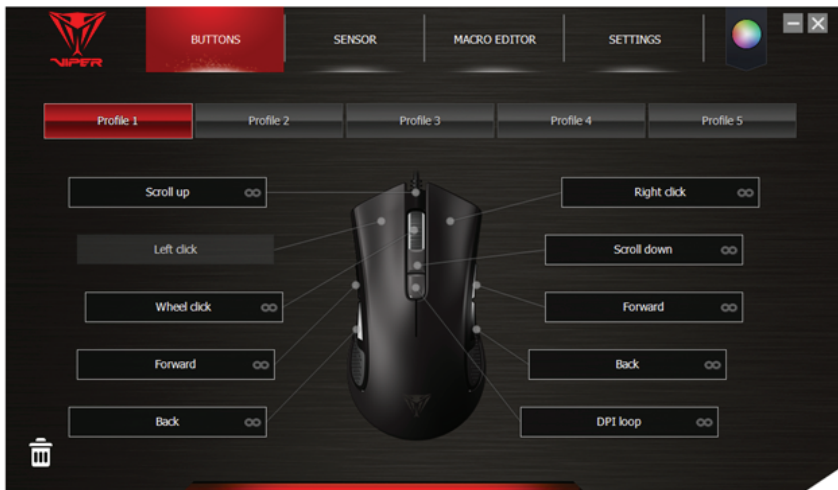 VIPER
BUTTONS
SENSOR
MACRO EDITOR
SETTINGS
Profile 1
Profile 2
Profile 3
Profile 4
Profile 5
Scroll up
Right click
Left click
Scroll down
Wheel click
Forward
Forward
Back
Back
DPI loop